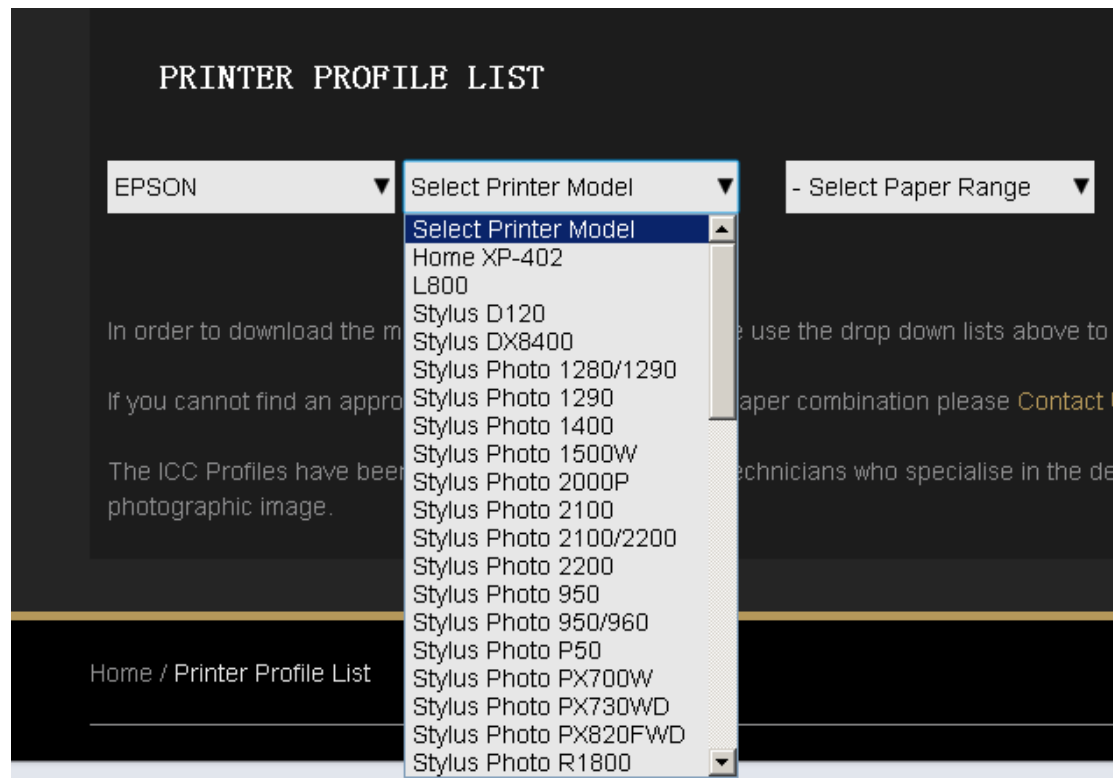 PRINTER PROFILE LIST
EPSON
Select Printer Model
- Select Paper Range
Select Printer Model
Home XP-402
L800
Stylus D120
Stylus DX8400
Stylus Photo 1280/1290
Stylus Photo 1290
Stylus Photo 1400
Stylus Photo 1500W
Stylus Photo 2000P
Stylus Photo 2100
Stylus Photo 2100/2200
Stylus Photo 2200
Stylus Photo 950
Stylus Photo 950/960
Stylus Photo P50
Stylus Photo PX700W
Stylus Photo PX730WD
Stylus Photo PX820FWD
Stylus Photo R1800
In order to download the m use the drop down lists above to
If you cannot find an appro aper combination please Contact
The ICC Profiles have beer echnicians who specialise in the de
photographic image.
Home / Printer Profile List